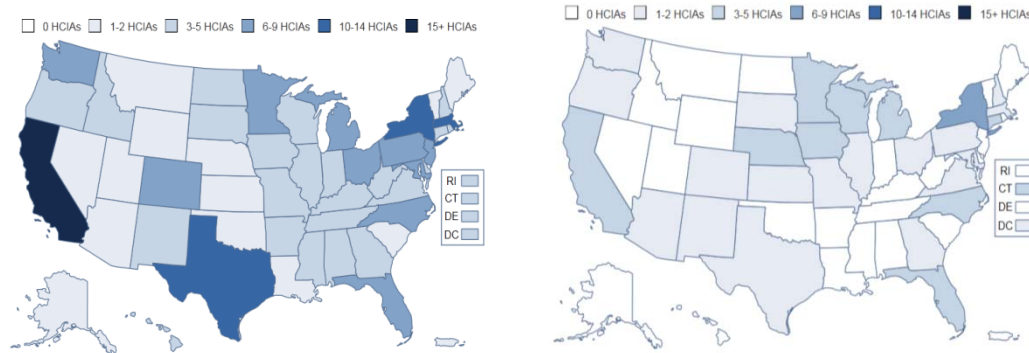 0 HCIAs 1-2 HCIAs 3-5 HCIAs 6-9 HCIAs 10-14 HCIAs 15+ HCIAs
RI
CT
DE
DC
0 HCIAs 1-2 HCIAs 3-5 HCIAs 6-9 HCIAs 10-14 HCIAs 15+ HCIAs
RI
CT
DE
DC